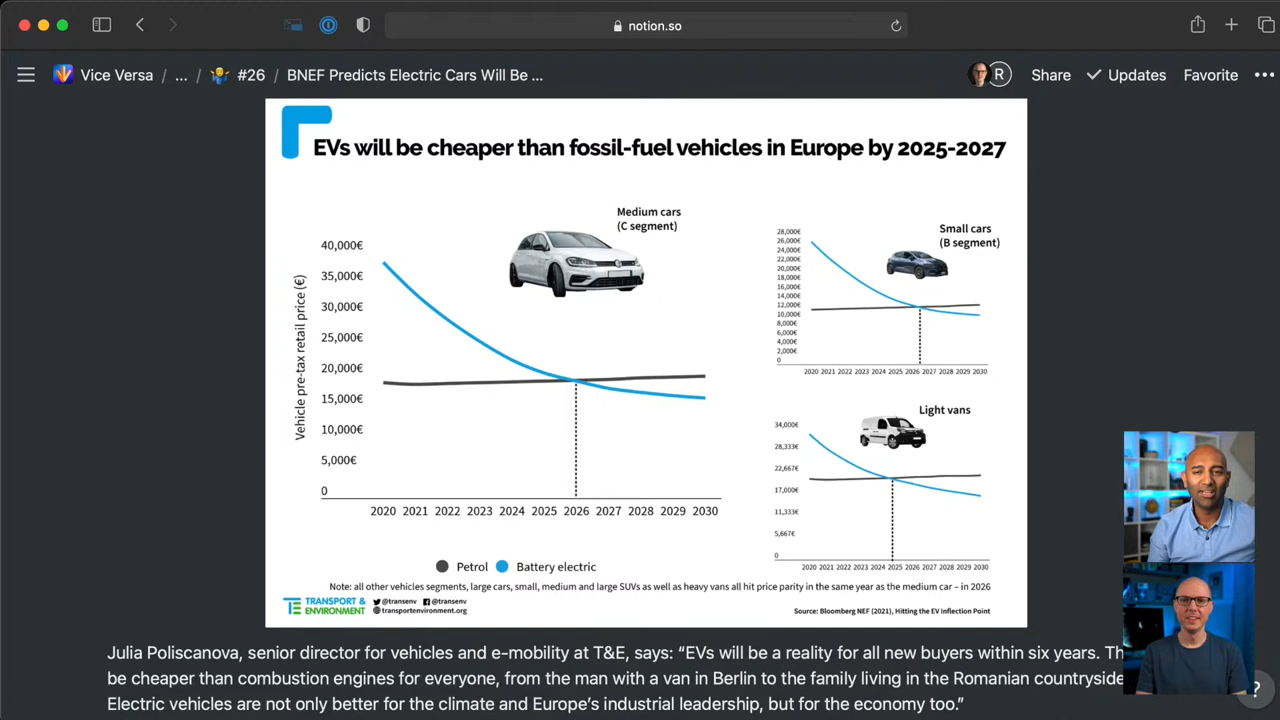 notion.so
Vice Versa / ... / #26 / BNEF Predicts Electric Cars Will Be ...
R Share Updates Favorite
EVs will be cheaper than fossil-fuel vehicles in Europe by 2025-2027
Medium cars
(C segment)
Vehicle pre-tax retail price (€)
40,000€
35,000€
30,000€
25,000€
20,000€
15,000€
10,000€
5,000€
0
2020 2021 2022 2023 2024 2025 2026 2027 2028 2029 2030
Small cars
(B segment)
28,000€
26,000€
24,000€
22,000€
20,000€
18,000€
16,000€
14,000€
12,000€
10,000€
8,000€
6,000€
4,000€
2,000€
0
2020 2021 2022 2023 2024 2025 2026 2027 2028 2029 2030
Light vans
34,000€
28,333€
22,667€
17,000€
11,333€
5,667€
0
2020 2021 2022 2023 2024 2025 2026 2027 2028 2029 2030
Petrol Battery electric
Note: all other vehicles segments, large cars, small, medium and large SUVs as well as heavy vans all hit price parity in the same year as the medium car – in 2026
TRANSPORT &
ENVIRONMENT
@transenv @transenv
transportenvironment.org
Source: Bloomberg NEF (2021), Hitting the EV Inflection Point
Julia Poliscanova, senior director for vehicles and e-mobility at T&E, says: “EVs will be a reality for all new buyers within six years. Th
be cheaper than combustion engines for everyone, from the man with a van in Berlin to the family living in the Romanian countryside
Electric vehicles are not only better for the climate and Europe’s industrial leadership, but for the economy too.”
?